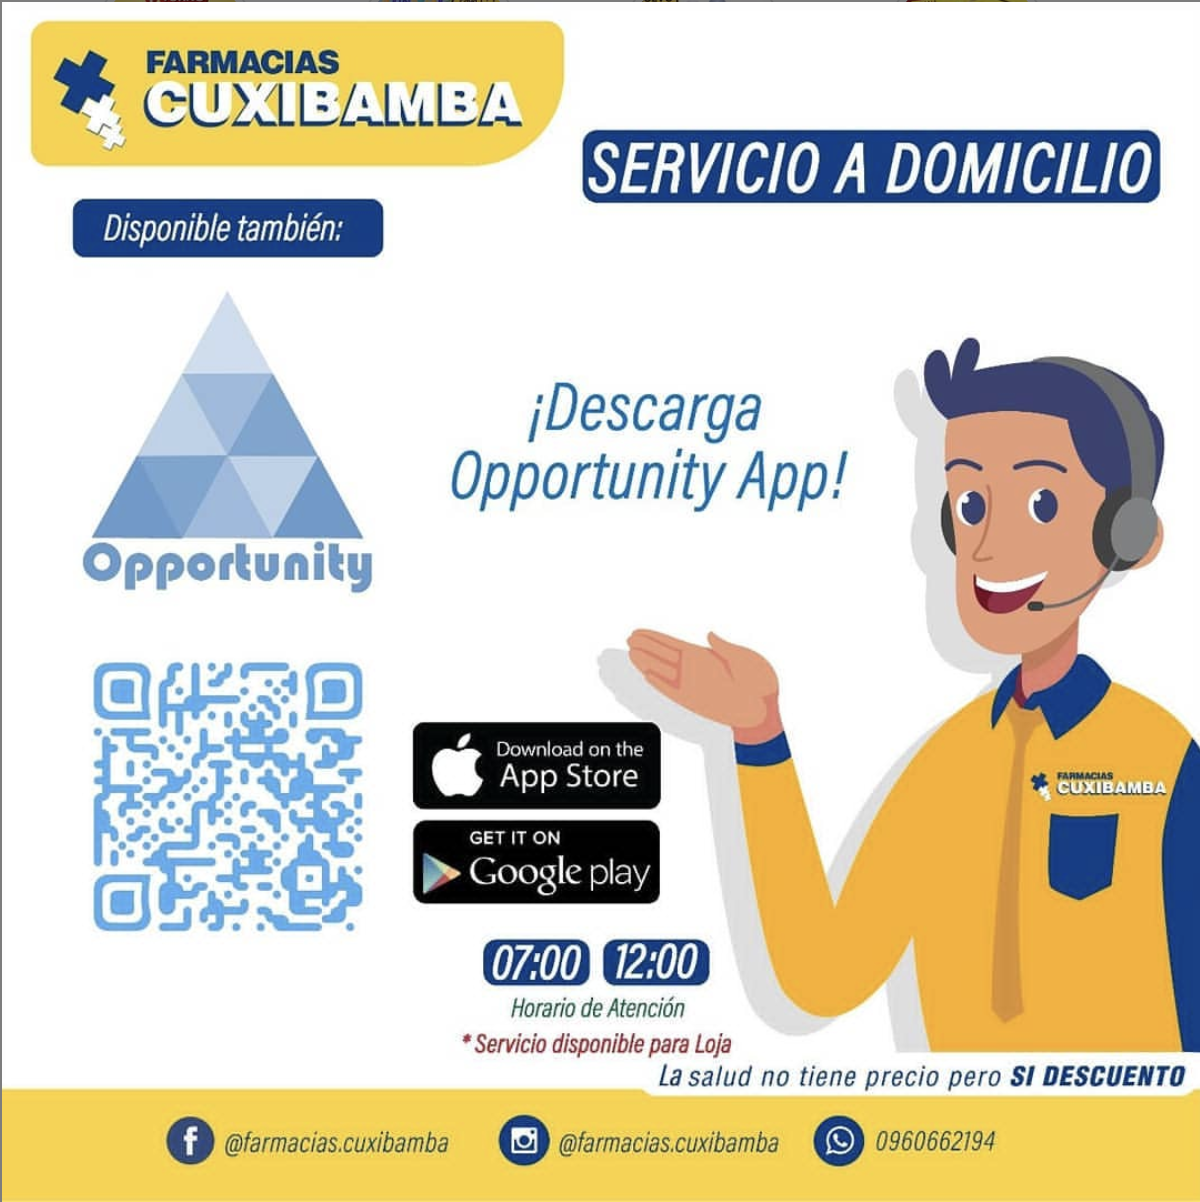 FARMACIAS
CUXIBAMBA
SERVICIO A DOMICILIO
Disponible también:
¡Descarga
Opportunity App!
Opportunity
Download on the
App Store
GET IT ON
Google play
FARMACIAS
CUXIBAMBA
07:00 12:00
Horario de Atención
* Servicio disponible para Loja
La salud no tiene precio pero SI DESCUENTO
@farmacias.cuxibamba @farmacias.cuxibamba 0960662194